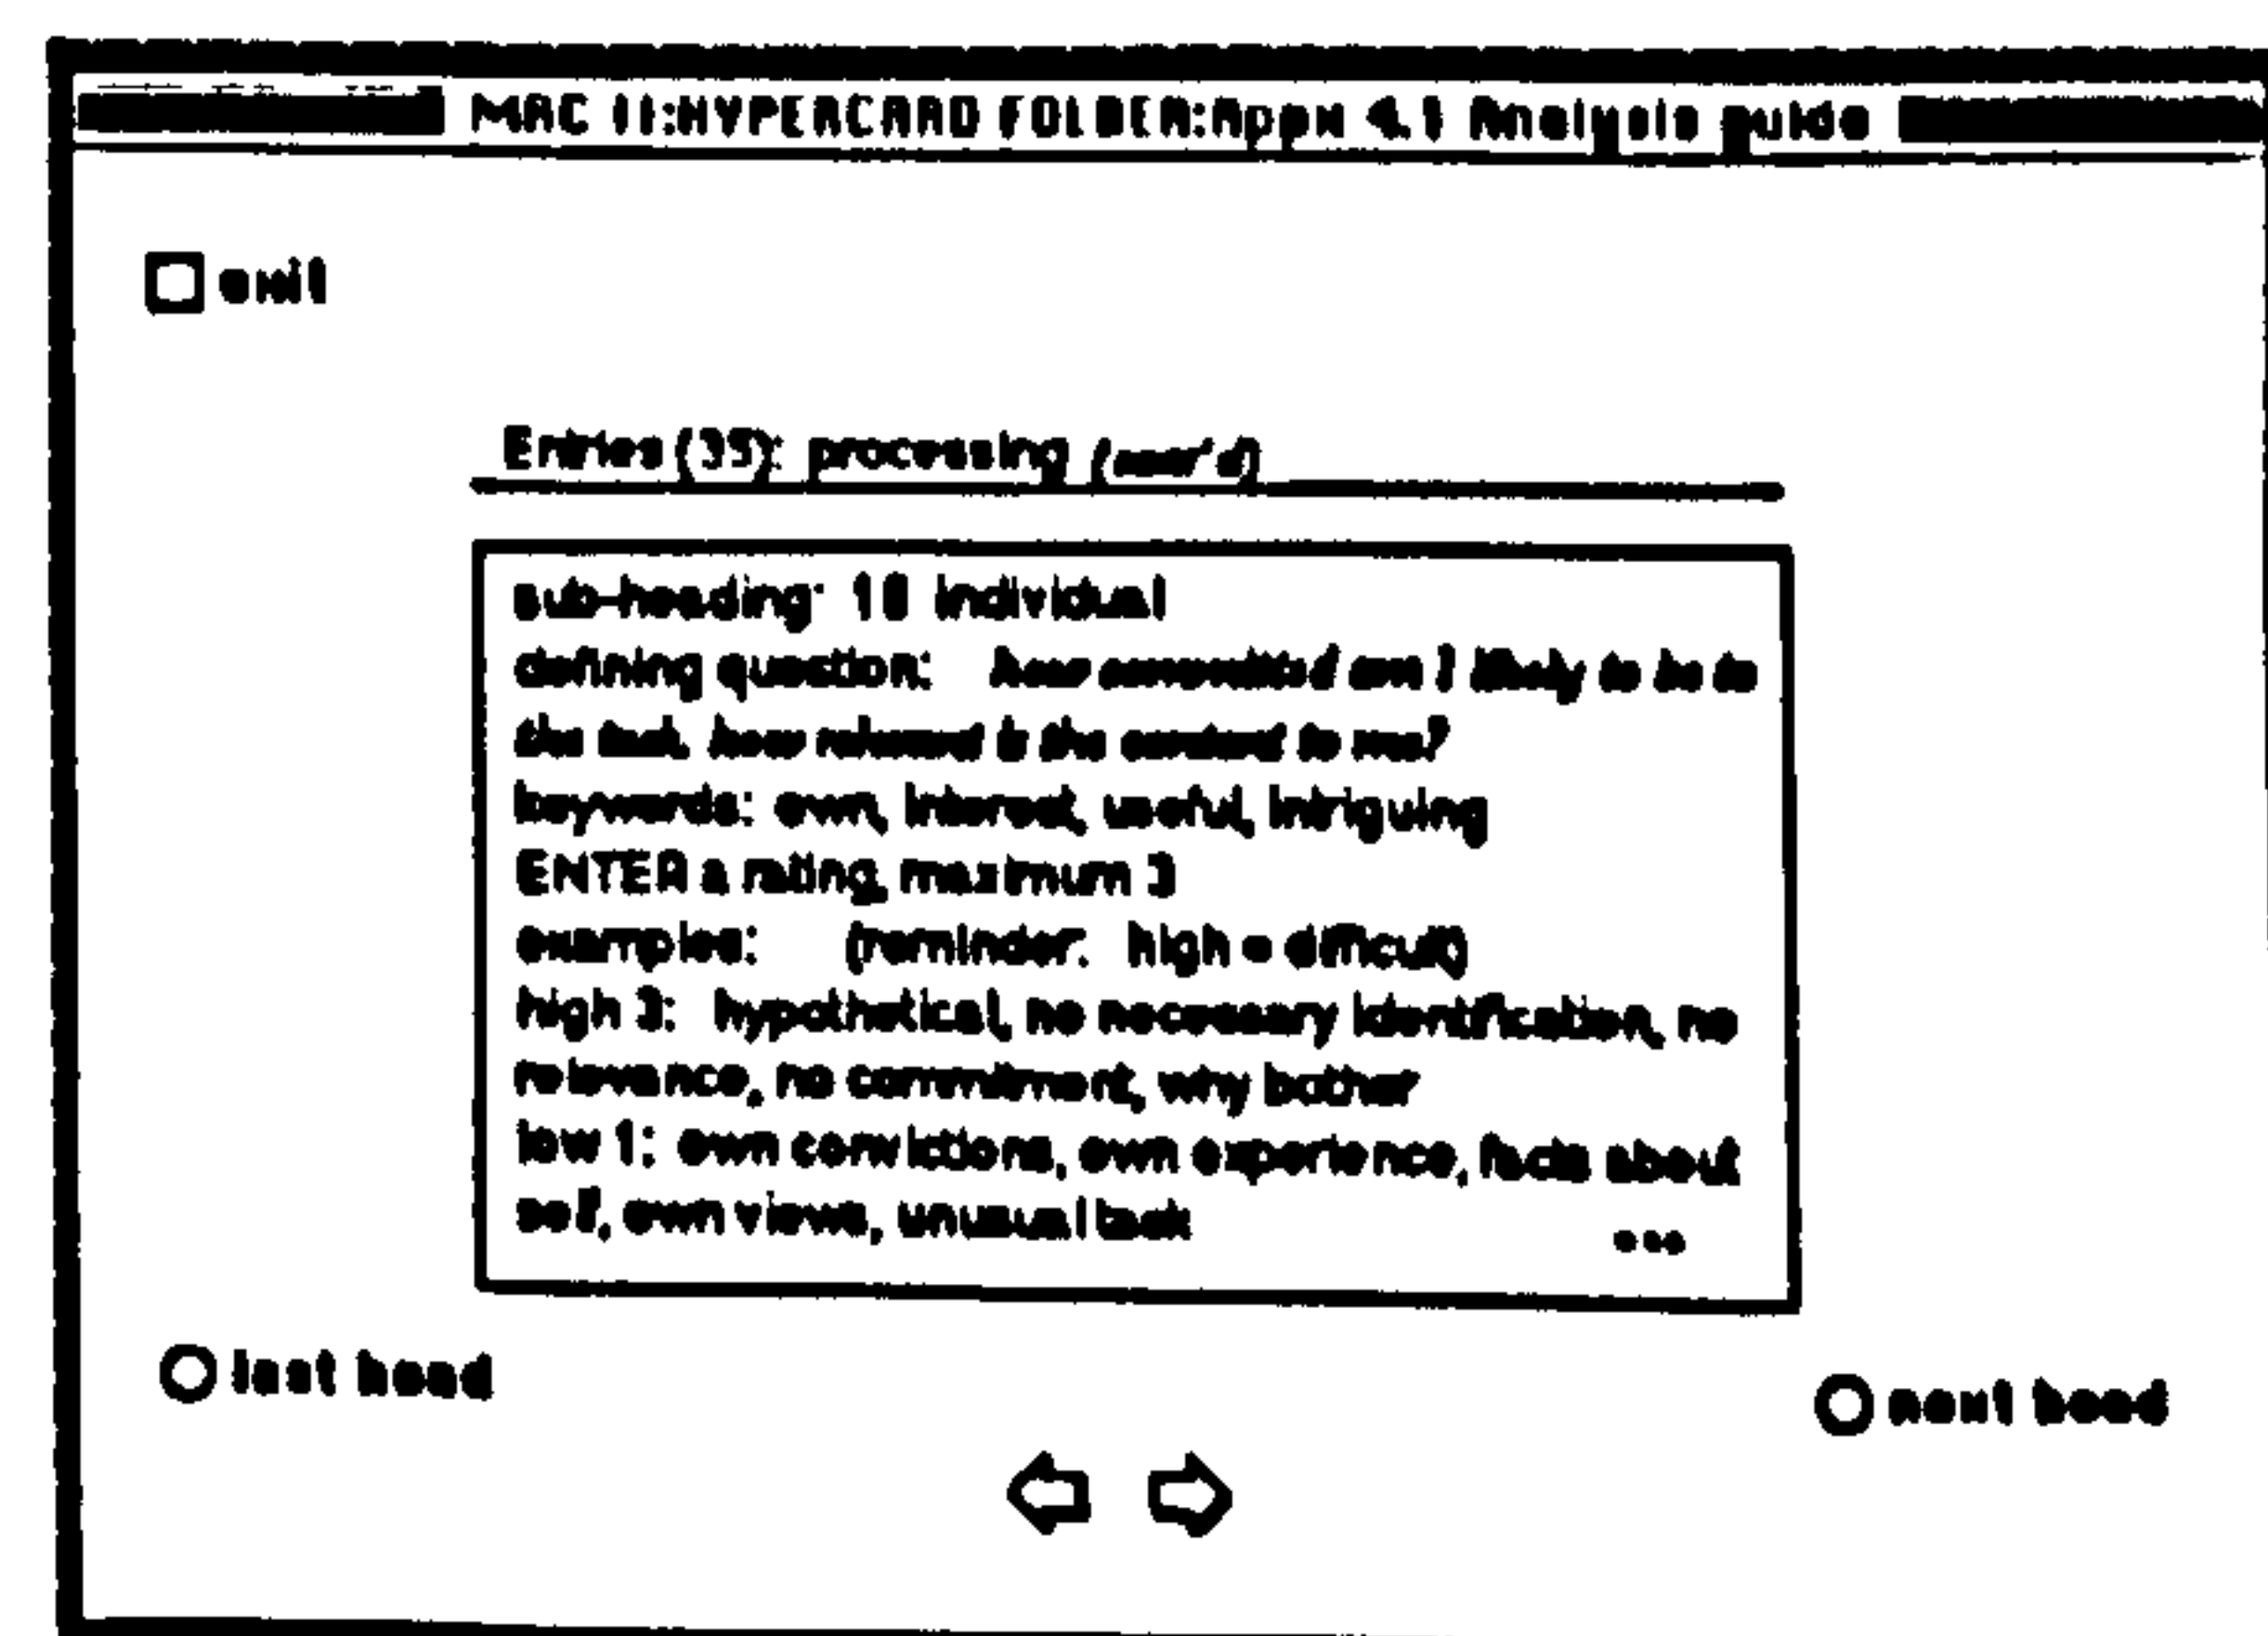 MAC II:HYPERCARD FOLDER:Appx 4.1 Analysis guide
exit
Entries (35): processing (cont'd)
sub-heading: 18 individual
defining question: how committed am I likely to be to
the task, how relevant is the content to me?
keywords: own, interest, useful, intriguing
ENTER a rating, maximum 3
examples: (reminder: high = difficult)
high 3: hypothetical, no necessary identification, no
relevance, no commitment, why bother
low 1: own convictions, own experience, facts about
self, own views, unusual task
...
last head
next head